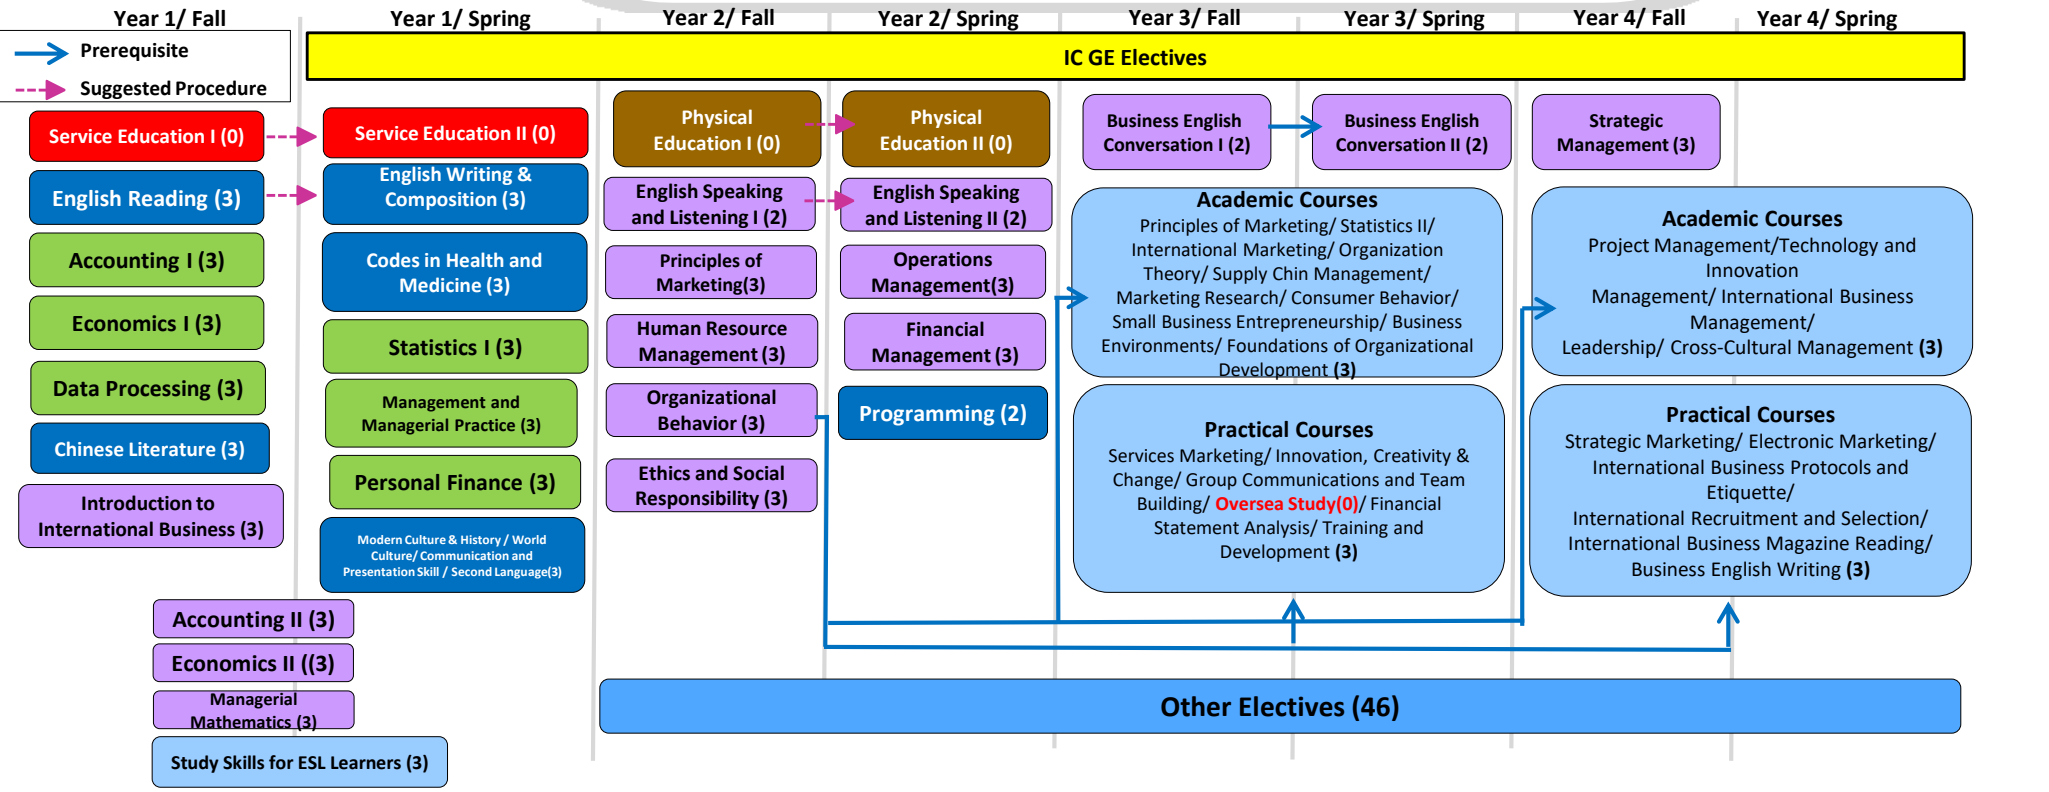 Year 1/ Fall
Year 1/ Spring
Year 2/ Fall
Year 2/ Spring
Year 3/ Fall
Year 3/ Spring
Year 4/ Fall
Year 4/ Spring
Prerequisite
Suggested Procedure
IC GE Electives
Service Education I (0)
English Reading (3)
Accounting I (3)
Economics I (3)
Data Processing (3)
Chinese Literature (3)
Introduction to
International Business (3)
Service Education II (0)
English Writing &
Composition (3)
Codes in Health and
Medicine (3)
Statistics I (3)
Management and
Managerial Practice (3)
Personal Finance (3)
Modern Culture & History / World
Culture/ Communication and
Presentation Skill / Second Language(3)
Accounting II (3)
Economics II ((3)
Managerial
Mathematics (3)
Study Skills for ESL Learners (3)
Physical
Education I (0)
English Speaking
and Listening I (2)
Principles of
Marketing(3)
Human Resource
Management (3)
Organizational
Behavior (3)
Ethics and Social
Responsibility (3)
Physical
Education II (0)
English Speaking
and Listening II (2)
Operations
Management(3)
Financial
Management (3)
Programming (2)
Business English
Conversation I (2)
Business English
Conversation II (2)
Academic Courses
Principles of Marketing/ Statistics II/
International Marketing/ Organization
Theory/ Supply Chin Management/
Marketing Research/ Consumer Behavior/
Small Business Entrepreneurship/ Business
Environments/ Foundations of Organizational
Development (3)
Practical Courses
Services Marketing/ Innovation, Creativity &
Change/ Group Communications and Team
Building/ Oversea Study(0)/ Financial
Statement Analysis/ Training and
Development (3)
Strategic
Management (3)
Academic Courses
Project Management/Technology and
Innovation
Management/ International Business
Management/
Leadership/ Cross-Cultural Management (3)
Practical Courses
Strategic Marketing/ Electronic Marketing/
International Business Protocols and
Etiquette/
International Recruitment and Selection/
International Business Magazine Reading/
Business English Writing (3)
Other Electives (46)